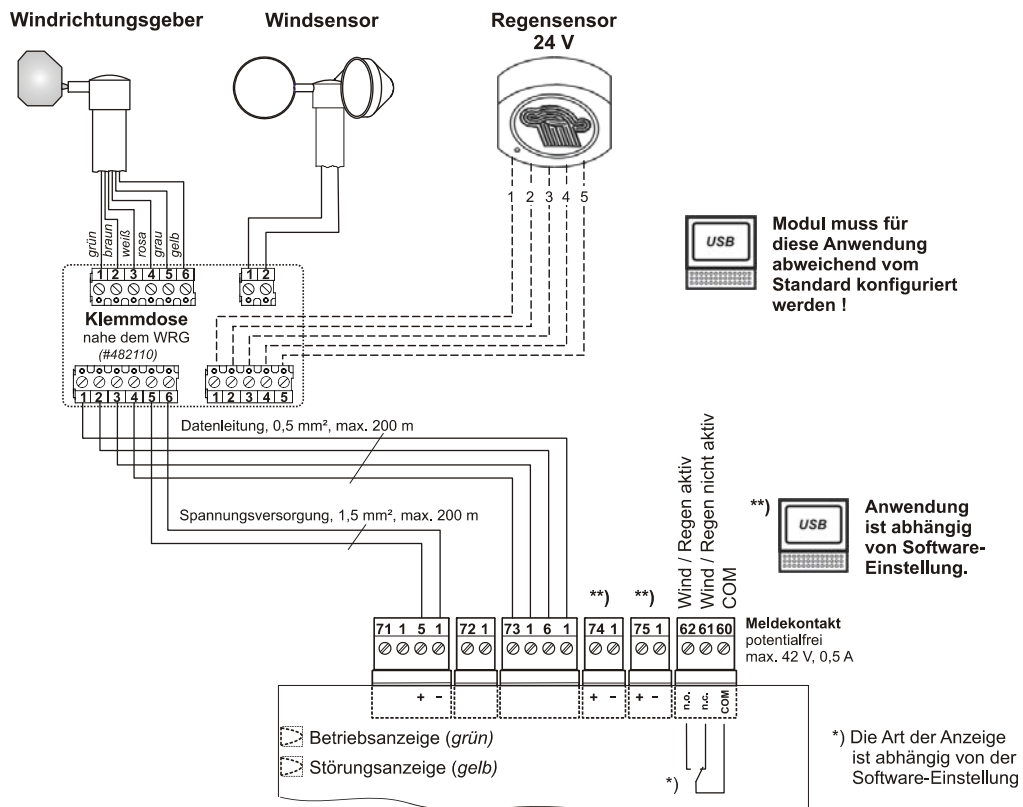 Windrichtungsgeber
Windsensor
Regensensor
24 V
1 2 3 4 5
grün
braun
weiß
rosa
grau
gelb
1 2 3 4 5 6
1 2
Klemmdose
nahe dem WRG
(#482110)
1 2 3 4 5 6
1 2 3 4 5
USB
Modul muss für
diese Anwendung
abweichend vom
Standard konfiguriert
werden !
Datenleitung, 0,5 mm², max. 200 m
Spannungsversorgung, 1,5 mm², max. 200 m
**)
USB
Anwendung
ist abhängig
von Software-
Einstellung.
Wind / Regen aktiv
Wind / Regen nicht aktiv
COM
**)
**)
71 1 5 1
72 1
73 1 6 1
74 1
75 1
62 61 60
Meldekontakt
potentialfrei
max. 42 V, 0,5 A
+ -
+ -
+ -
n.o.
n.c.
COM
Betriebsanzeige (grün)
Störungsanzeige (gelb)
*)
*) Die Art der Anzeige
ist abhängig von der
Software-Einstellung